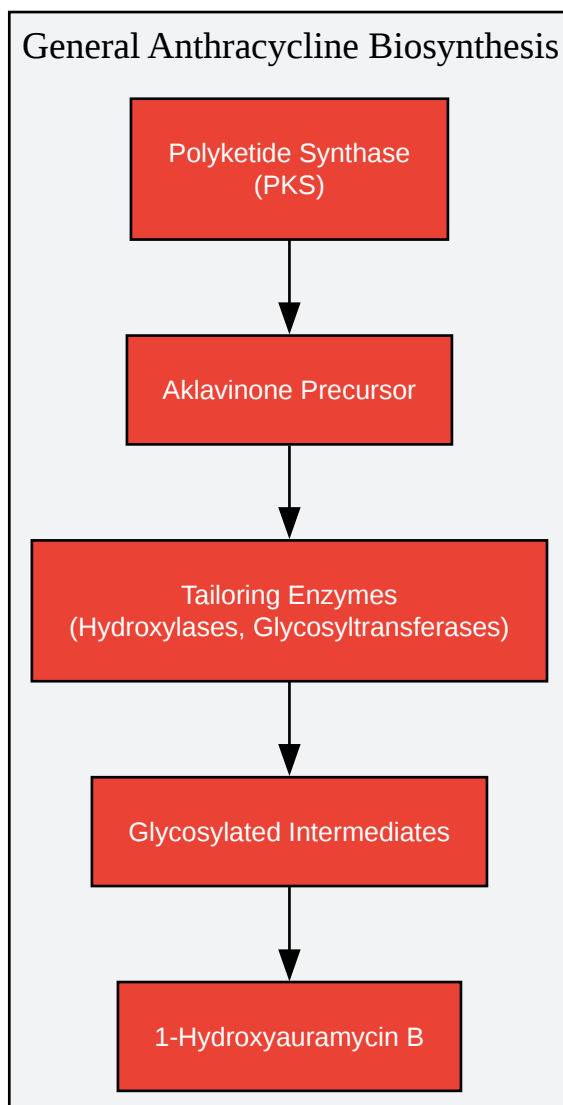 General Anthracycline Biosynthesis
Polyketide Synthase
(PKS)
Aklavinone Precursor
Tailoring Enzymes
(Hydroxylases, Glycosyltransferases)
Glycosylated Intermediates
1-Hydroxyauramycin B